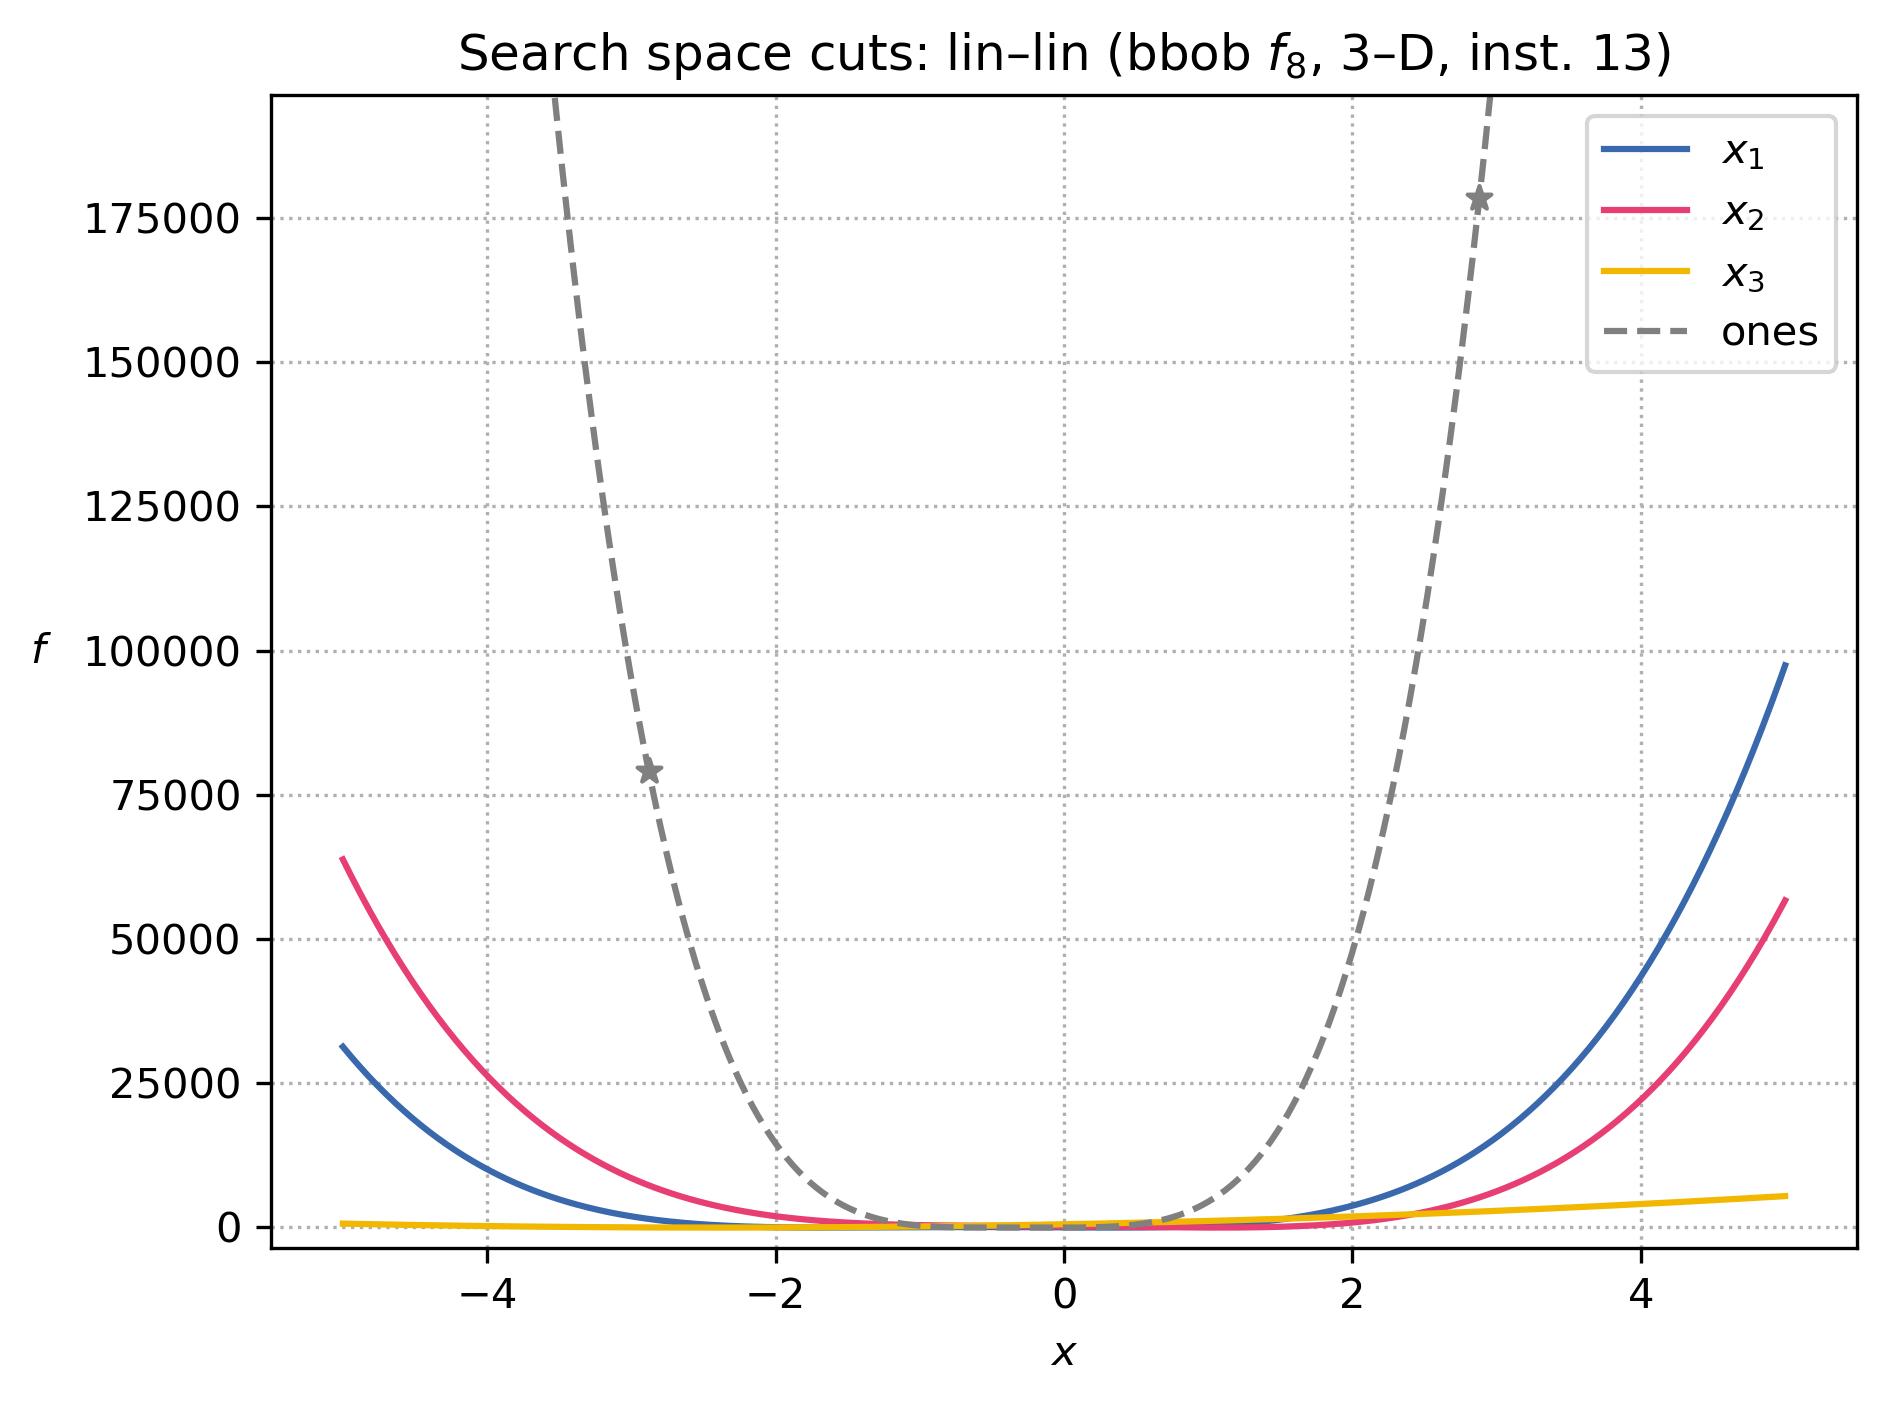 Search space cuts: lin–lin (bbob f₈, 3–D, inst. 13)
x₁
x₂
x₃
ones
175000
150000
125000
100000
75000
50000
25000
0
f
−4
−2
0
2
4
x